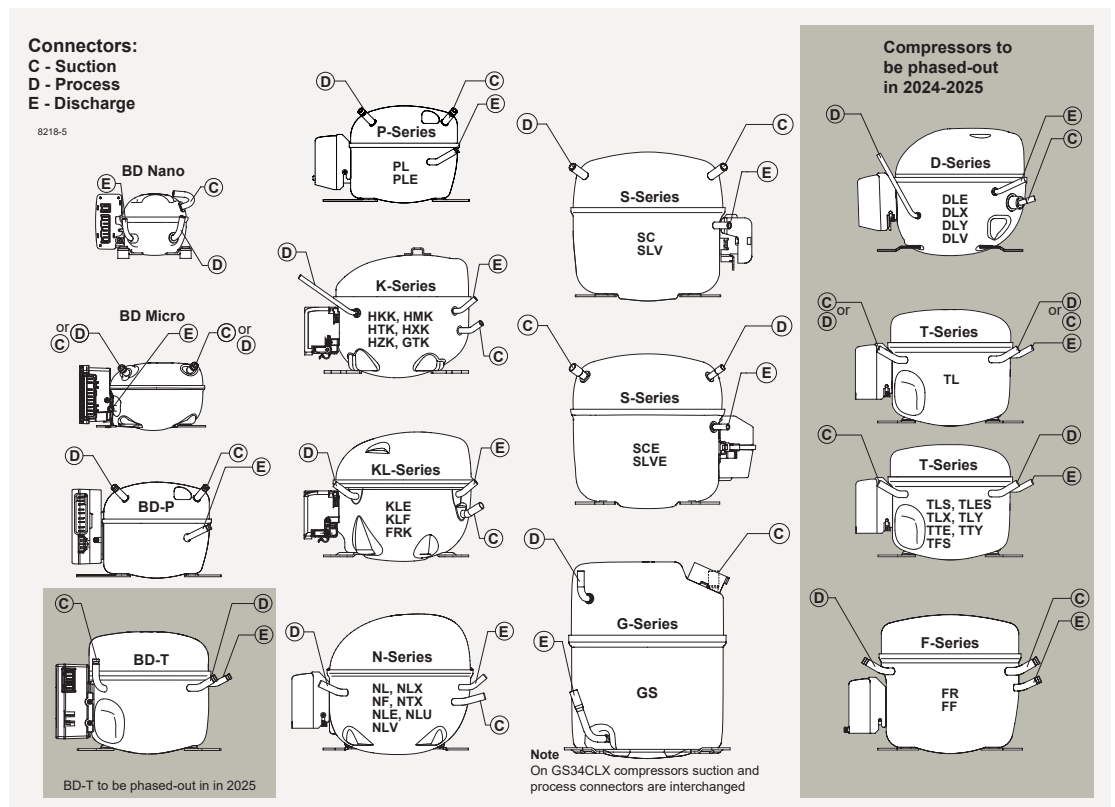 Connectors:
C - Suction
D - Process
E - Discharge
8218-5
BD Nano
E
C
D
BD Micro
or
D
C
E
C
or
D
D
C
E
BD-P
C
D
E
BD-T
BD-T to be phased-out in in 2025
D
C
E
P-Series
PL
PLE
D
E
K-Series
HKK, HMK
HTK, HXK
HZK, GTK
C
D
E
KL-Series
KLE
KLF
FRK
C
D
E
N-Series
NL, NLX
NF, NTX
NLE, NLU
NLV
C
D
C
E
S-Series
SC
SLV
C
D
E
S-Series
SCE
SLVE
D
C
G-Series
E
GS
Note
On GS34CLX compressors suction and
process connectors are interchanged
Compressors to
be phased-out
in 2024-2025
D
E
C
D-Series
DLE
DLX
DLY
DLV
C
or
D
D
or
C
E
T-Series
TL
C
D
E
T-Series
TLS, TLES
TLX, TLY
TTE, TTY
TFS
D
C
E
F-Series
FR
FF